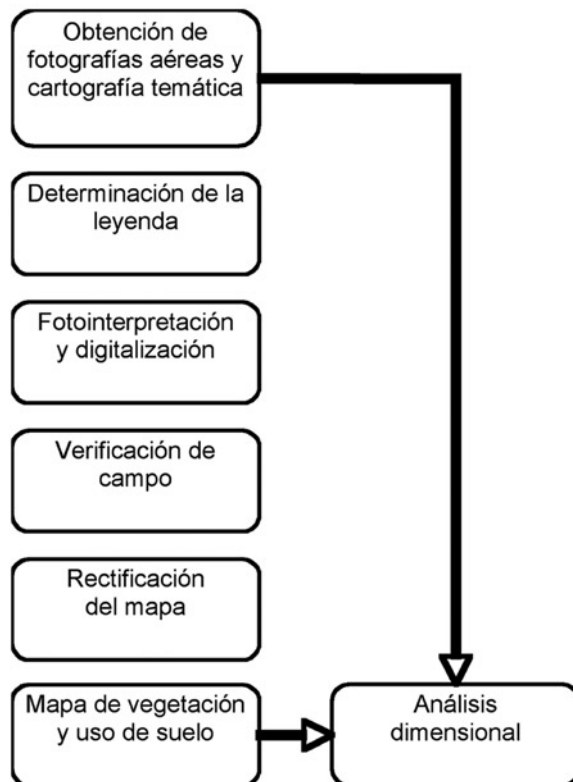 Obtención de
fotografías aéreas y
cartografía temática
Determinación de la
leyenda
Fotointerpretación
y digitalización
Verificación de
campo
Rectificación
del mapa
Mapa de vegetación
y uso de suelo
Análisis
dimensional